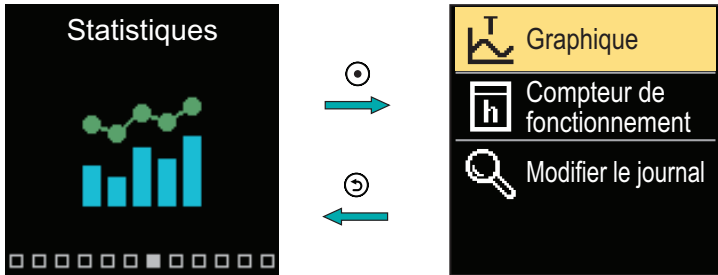 Statistiques
T
Graphique
h
Compteur de
fonctionnement
Modifier le journal